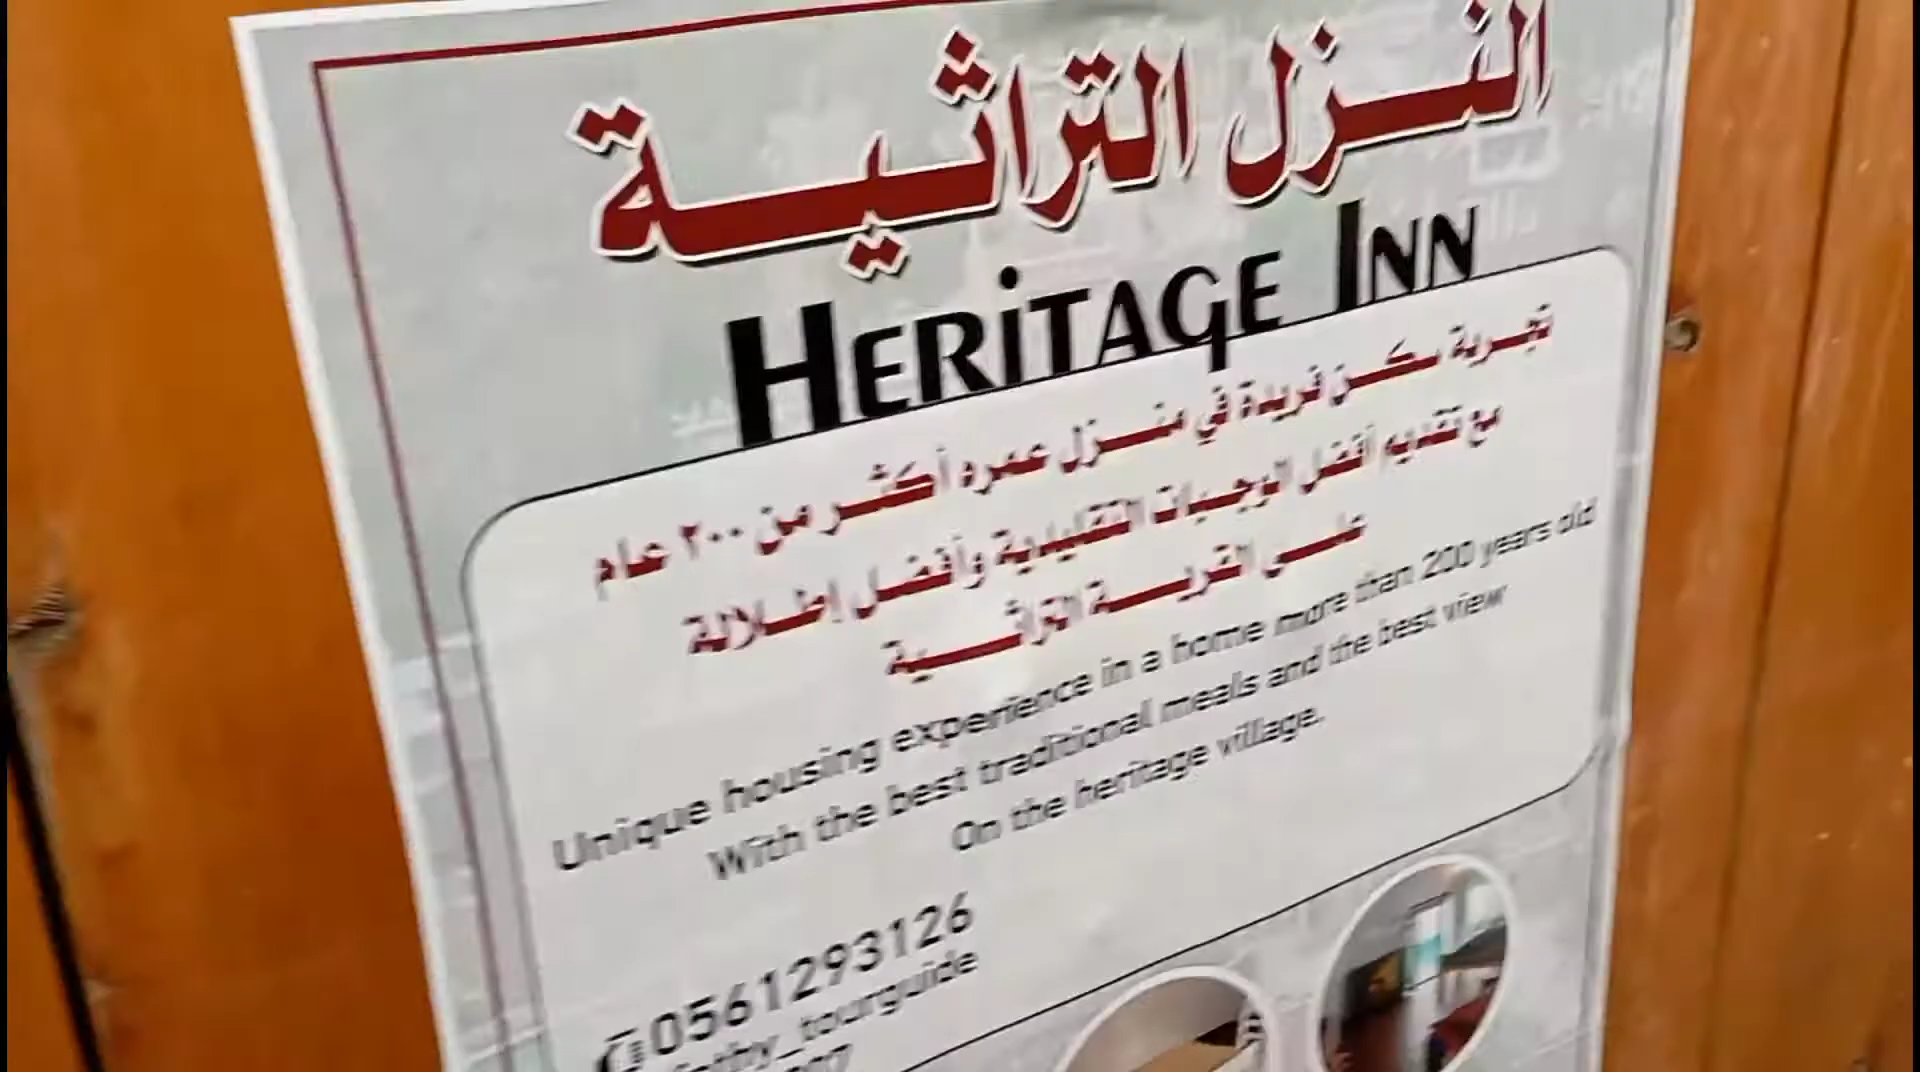 النزل التراثية
HERITAGE INN
تجربة سكن فريدة في منزل عمره أكثر من ٢٠٠ عام
مع تقديم أفضل الوجبات التقليدية وأفضل إطلالة
على القرية التراثية
Unique housing experience in a home more than 200 years old
With the best traditional meals and the best view
On the heritage village.
0561293126